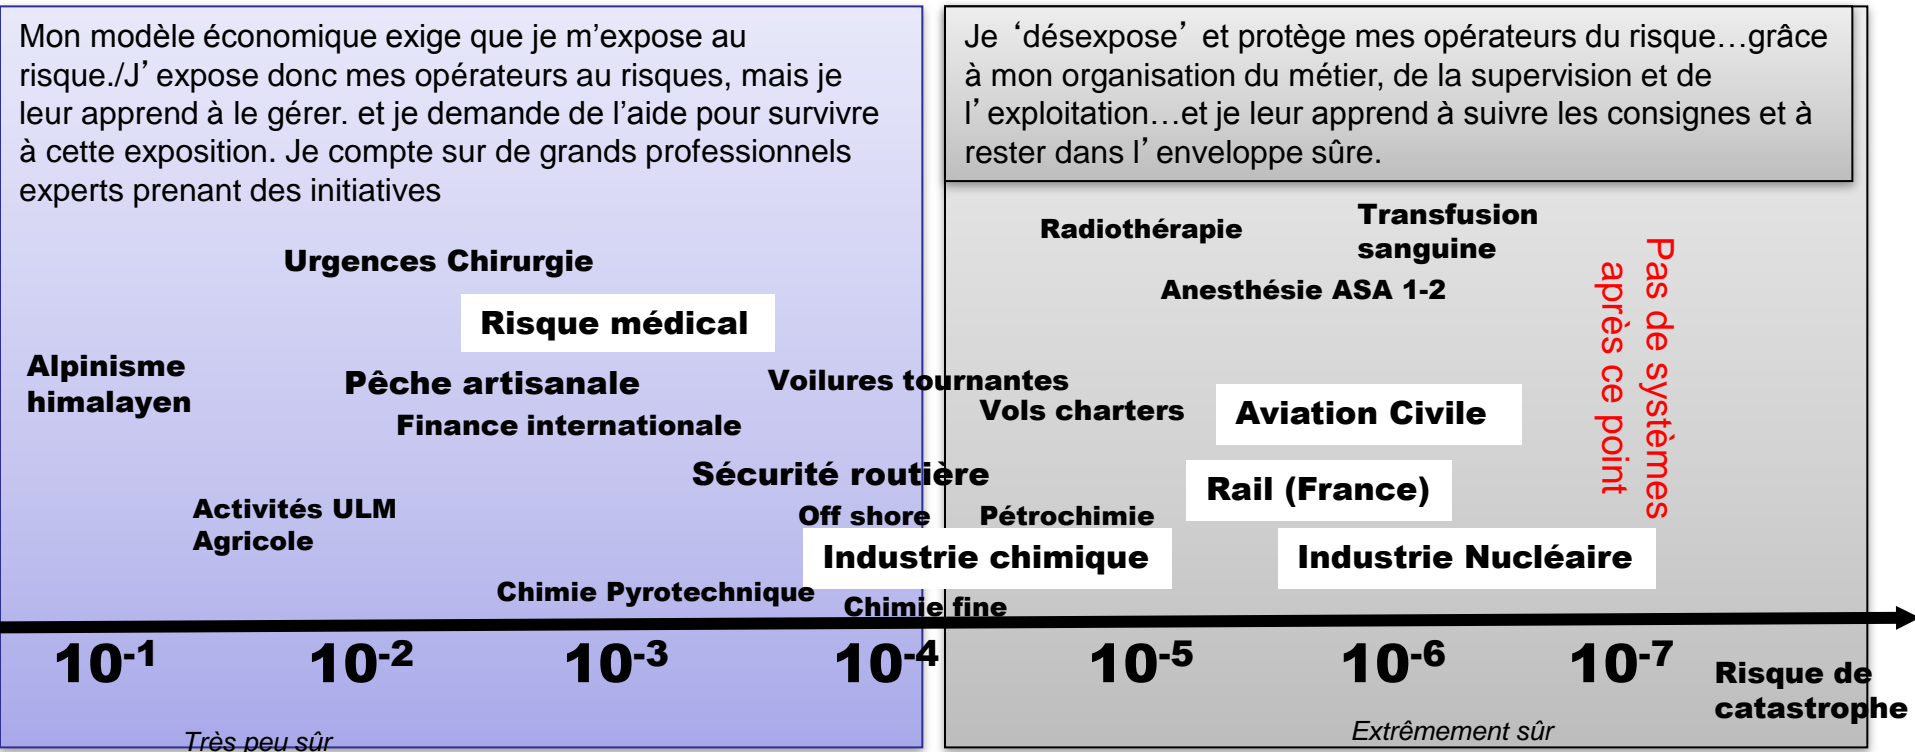 Mon modèle économique exige que je m’expose au
risque./J’expose donc mes opérateurs au risques, mais je
leur apprend à le gérer. et je demande de l’aide pour survivre
à cette exposition. Je compte sur de grands professionnels
experts prenant des initiatives
Je ‘désexpose’ et protège mes opérateurs du risque…grâce
à mon organisation du métier, de la supervision et de
l’exploitation…et je leur apprend à suivre les consignes et à
rester dans l’enveloppe sûre.
Urgences Chirurgie
Risque médical
Alpinisme
himalayen
Pêche artisanale
Finance internationale
Voilures tournantes
Sécurité routière
Activités ULM
Agricole
Off shore
Industrie chimique
Chimie Pyrotechnique
Chimie fine
Radiothérapie
Transfusion
sanguine
Anesthésie ASA 1-2
Vols charters
Aviation Civile
Rail (France)
Pétrochimie
Industrie Nucléaire
Pas de systèmes
après ce point
10-1 10-2 10-3 10-4 10-5 10-6 10-7
Risque de
catastrophe
Très peu sûr
Extrêmement sûr